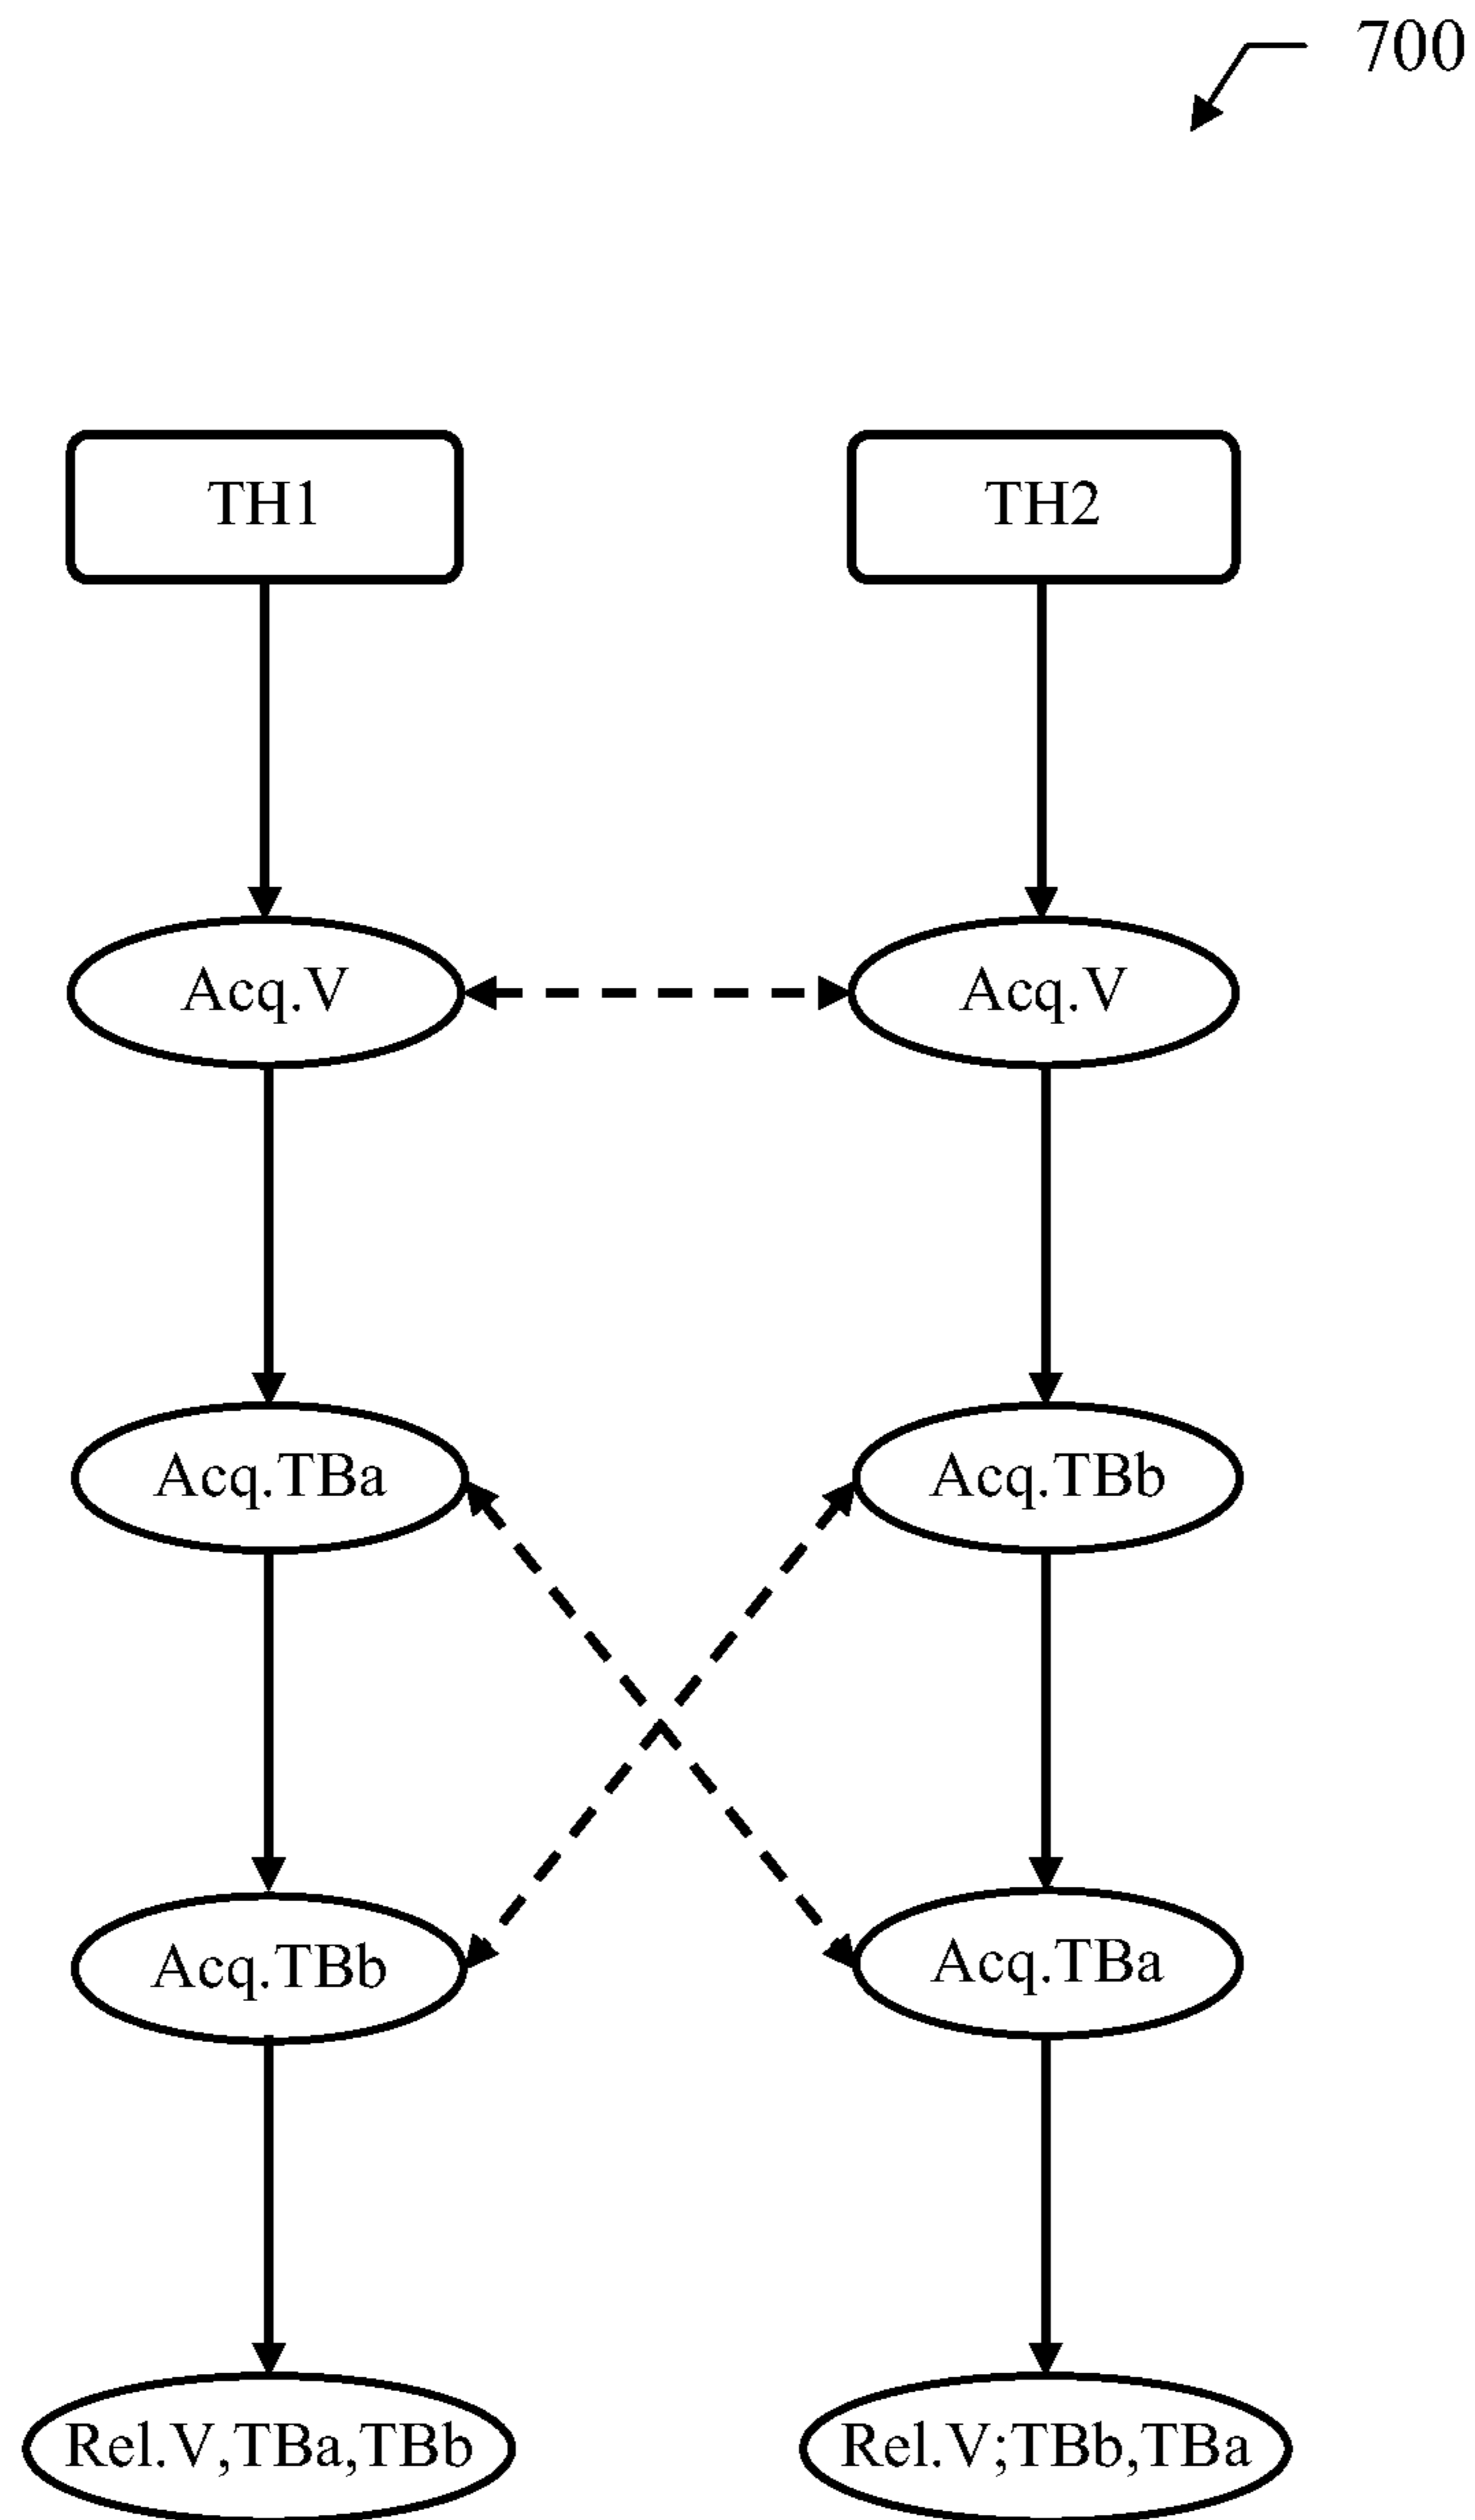 700
TH1
TH2
Acq.V
Acq.V
Acq.TBa
Acq.TBb
Acq.TBb
Acq.TBa
Rel.V,TBa,TBb
Rel.V;TBb,TBa